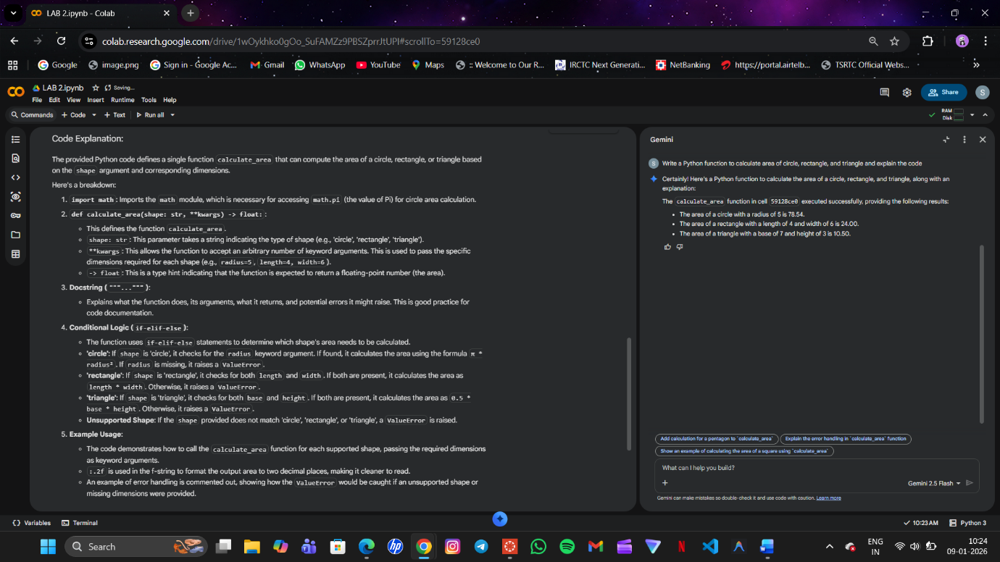 LAB 2.ipynb - Colab
colab.research.google.com/drive/1wOykhko0gOo_SuFAMZz9PBSZprrJtUPl#scrollTo=59128ce0
Google
image.png
Sign in - Google Ac...
Gmail
WhatsApp
YouTube
Maps
:: Welcome to Our R...
IRCTC Next Generati...
NetBanking
https://portal.airtelb...
TSRTC Official Webs...
LAB 2.ipynb
Saving...
File Edit View Insert Runtime Tools Help
Share
S
Commands + Code + Text Run all
RAM
Disk
Code Explanation:
The provided Python code defines a single function calculate_area that can compute the area of a circle, rectangle, or triangle based
on the shape argument and corresponding dimensions.
Here's a breakdown:
1. import math : Imports the math module, which is necessary for accessing math.pi (the value of Pi) for circle area calculation.
2. def calculate_area(shape: str, **kwargs) -> float: :
◦ This defines the function calculate_area .
◦ shape: str : This parameter takes a string indicating the type of shape (e.g., 'circle', 'rectangle', 'triangle').
◦ **kwargs : This allows the function to accept an arbitrary number of keyword arguments. This is used to pass the specific
dimensions required for each shape (e.g., radius=5 , length=4, width=6 ).
◦ -> float : This is a type hint indicating that the function is expected to return a floating-point number (the area).
3. Docstring ( """...""" ):
◦ Explains what the function does, its arguments, what it returns, and potential errors it might raise. This is good practice for
code documentation.
4. Conditional Logic ( if-elif-else ):
◦ The function uses if-elif-else statements to determine which shape's area needs to be calculated.
◦ 'circle': If shape is 'circle', it checks for the radius keyword argument. If found, it calculates the area using the formula π *
radius² . If radius is missing, it raises a ValueError .
◦ 'rectangle': If shape is 'rectangle', it checks for both length and width . If both are present, it calculates the area as
length * width . Otherwise, it raises a ValueError .
◦ 'triangle': If shape is 'triangle', it checks for both base and height . If both are present, it calculates the area as 0.5 *
base * height . Otherwise, it raises a ValueError .
◦ Unsupported Shape: If the shape provided does not match 'circle', 'rectangle', or 'triangle', a ValueError is raised.
5. Example Usage:
◦ The code demonstrates how to call the calculate_area function for each supported shape, passing the required dimensions
as keyword arguments.
◦ :.2f is used in the f-string to format the output area to two decimal places, making it cleaner to read.
◦ An example of error handling is commented out, showing how the ValueError would be caught if an unsupported shape or
missing dimensions were provided.
Gemini
S Write a Python function to calculate area of circle, rectangle, and triangle and explain the code
Certainly! Here's a Python function to calculate the area of a circle, rectangle, and triangle, along with an
explanation:
The calculate_area function in cell 59128ce0 executed successfully, providing the following results:
• The area of a circle with a radius of 5 is 78.54.
• The area of a rectangle with a length of 4 and width of 6 is 24.00.
• The area of a triangle with a base of 7 and height of 3 is 10.50.
Add calculation for a pentagon to `calculate_area`
Explain the error handling in `calculate_area` function
Show an example of calculating the area of a square using `calculate_area`
What can I help you build?
Gemini 2.5 Flash
Gemini can make mistakes so double-check it and use code with caution. Learn more
Variables Terminal
10:23 AM Python 3
Search
ENG
IN
10:24
09-01-2026